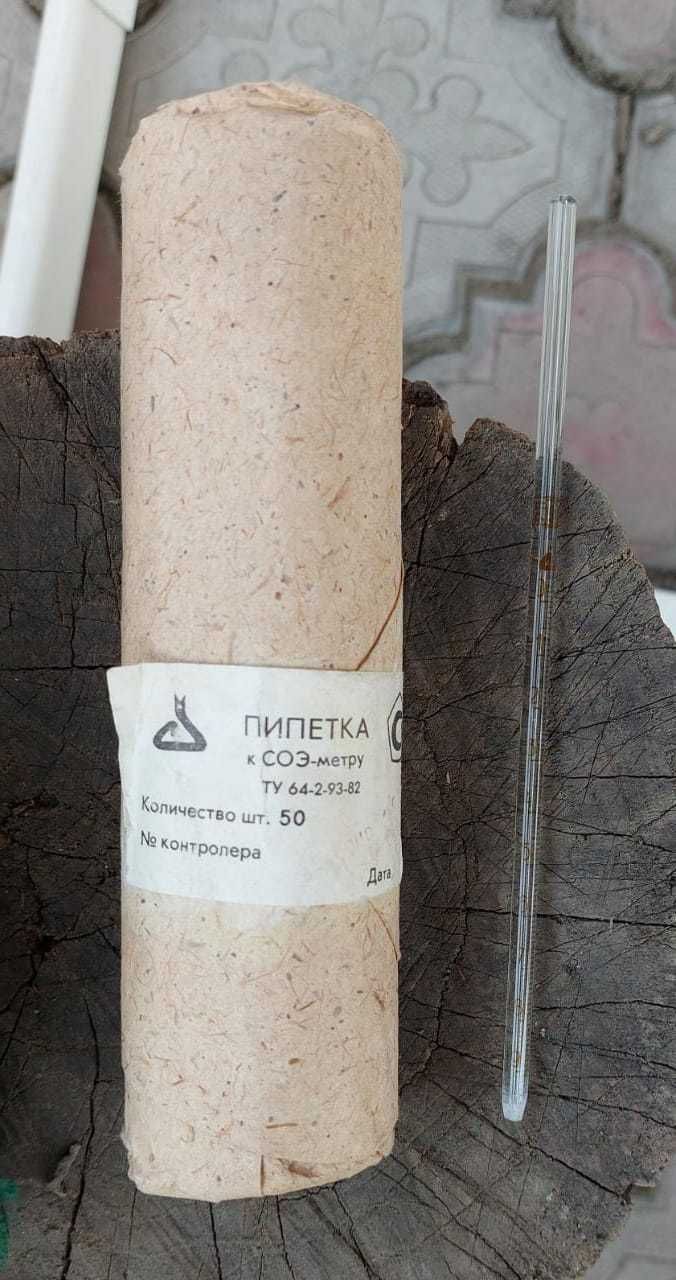 ПИПЕТКА
к СОЭ-метру
ТУ 64-2-93-82
Количество шт. 50
№ контролера
Дата